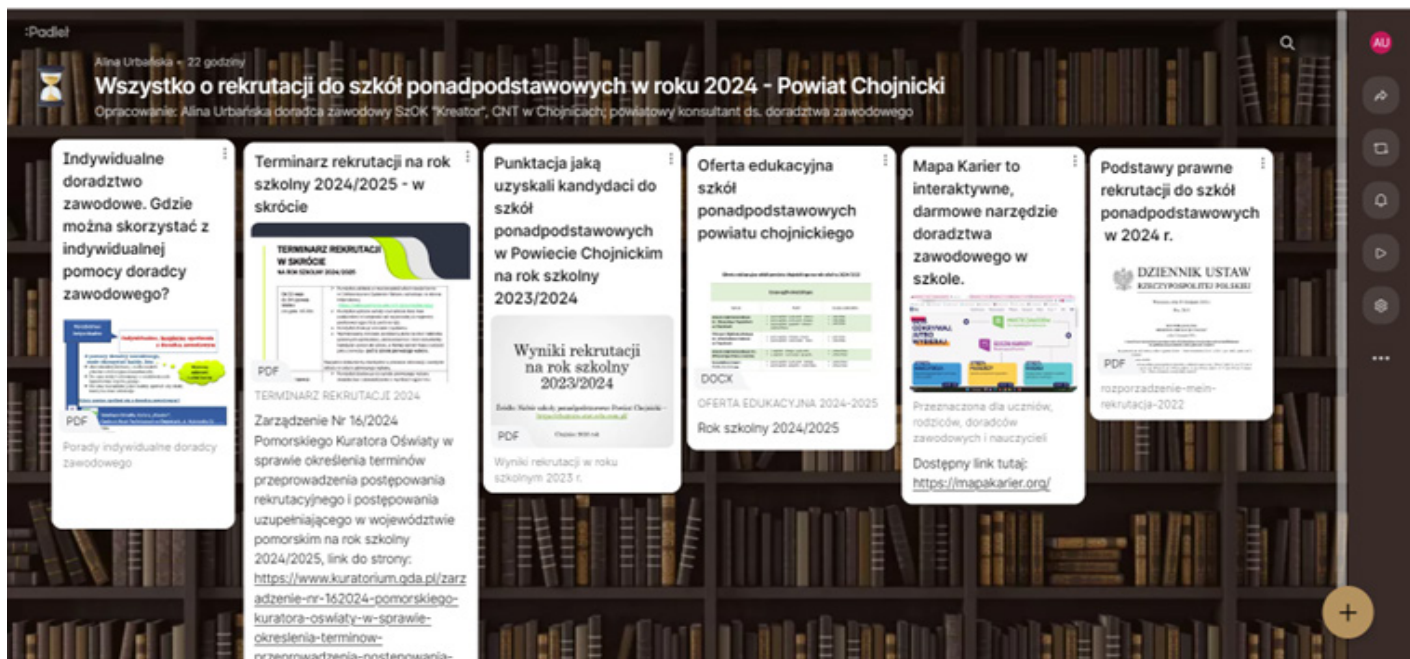 :Padlet
Alina Urbańska • 22 godziny
Wszystko o rekrutacji do szkół ponadpodstawowych w roku 2024 - Powiat Chojnicki
Opracowanie: Alina Urbańska doradca zawodowy SzOK "Kreator", CNT w Chojnicach; powiatowy konsultant ds. doradztwa zawodowego
AU
Indywidualne
doradztwo
zawodowe. Gdzie
można skorzystać z
indywidualnej
pomocy doradcy
zawodowego?
PDF
Porady indywidualne doradcy
zawodowego
Terminarz rekrutacji na rok
szkolny 2024/2025 - w
skrócie
TERMINARZ REKRUTACJI
W SKRÓCIE
NA ROK SZKOLNY 2024/2025
PDF
TERMINARZ REKRUTACJI 2024
Zarządzenie Nr 16/2024
Pomorskiego Kuratora Oświaty w
sprawie określenia terminów
przeprowadzenia postępowania
rekrutacyjnego i postępowania
uzupełniającego w województwie
pomorskim na rok szkolny
2024/2025, link do strony:
https://www.kuratorium.gda.pl/zarz
adzenie-nr-162024-pomorskiego-
kuratora-oswiaty-w-sprawie-
okreslenia-terminow-
przeprowadzenia-postepowania-
Punktacja jaką
uzyskali kandydaci do
szkół
ponadpodstawowych
w Powiecie Chojnickim
na rok szkolny
2023/2024
Wyniki rekrutacji
na rok szkolny
2023/2024
PDF
Wyniki rekrutacji w roku
szkolnym 2023 r.
Oferta edukacyjna
szkół
ponadpodstawowych
powiatu chojnickiego
DOCX
OFERTA EDUKACYJNA 2024-2025
Rok szkolny 2024/2025
Mapa Karier to
interaktywne,
darmowe narzędzie
doradztwa
zawodowego w
szkole.
Przeznaczona dla uczniów,
rodziców, doradców
zawodowych i nauczycieli
Dostępny link tutaj:
https://mapakarier.org/
Podstawy prawne
rekrutacji do szkół
ponadpodstawowych
w 2024 r.
DZIENNIK USTAW
RZECZYPOSPOLITEJ POLSKIEJ
PDF
rozporzadzenie-mein-
rekrutacja-2022